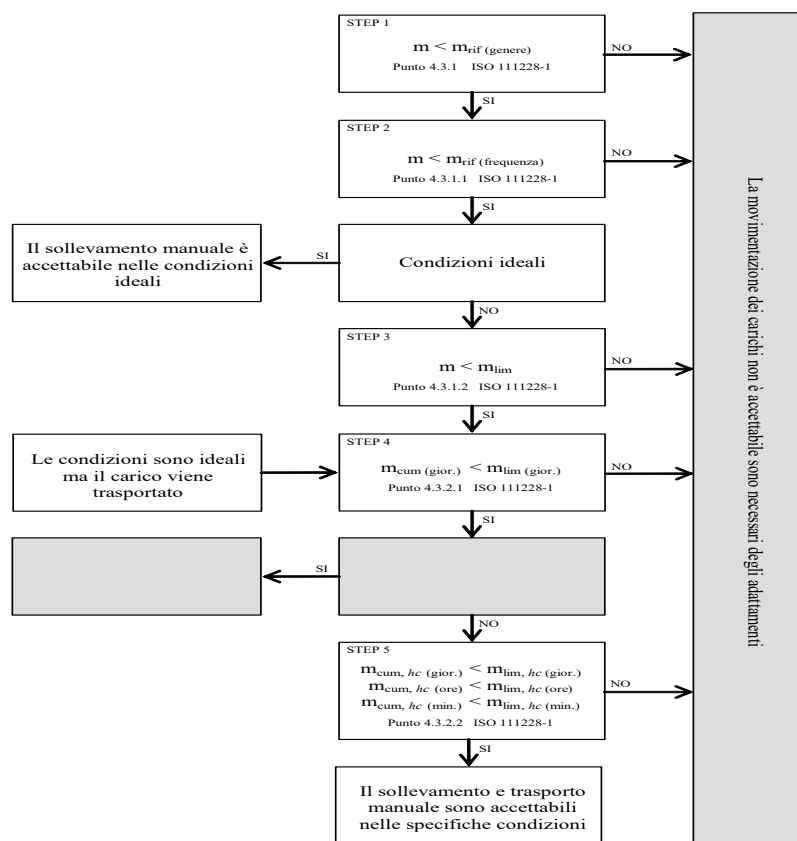 STEP 1
m < mrif (genere)
Punto 4.3.1 ISO 111228-1
NO
SI
STEP 2
m < mrif (frequenza)
Punto 4.3.1.1 ISO 111228-1
NO
SI
Il sollevamento manuale è
accettabile nelle condizioni
ideali
SI
Condizioni ideali
NO
STEP 3
m < mlim
Punto 4.3.1.2 ISO 111228-1
NO
SI
Le condizioni sono ideali
ma il carico viene
trasportato
STEP 4
mcum (gior.) < mlim (gior.)
Punto 4.3.2.1 ISO 111228-1
NO
SI
SI
NO
STEP 5
mcum, hc (gior.) < mlim, hc (gior.)
mcum, hc (ore) < mlim, hc (ore)
mcum, hc (min.) < mlim, hc (min.)
Punto 4.3.2.2 ISO 111228-1
NO
SI
Il sollevamento e trasporto
manuale sono accettabili
nelle specifiche condizioni
La movimentazione dei carichi non è accettabile sono necessari degli adattamenti